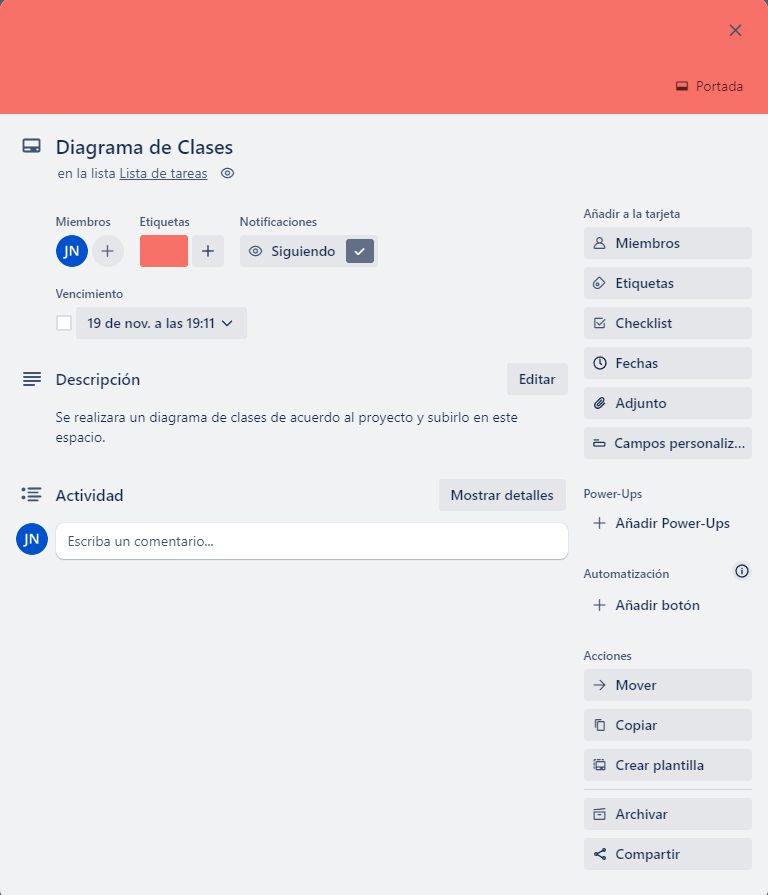 Portada
Diagrama de Clases
en la lista Lista de tareas
Miembros
JN
Etiquetas
Notificaciones
Siguiendo
Vencimiento
19 de nov. a las 19:11
Descripción
Editar
Se realizara un diagrama de clases de acuerdo al proyecto y subirlo en este
espacio.
Actividad
Mostrar detalles
JN
Escriba un comentario...
Añadir a la tarjeta
Miembros
Etiquetas
Checklist
Fechas
Adjunto
Campos personaliz...
Power-Ups
Añadir Power-Ups
Automatización
Añadir botón
Acciones
Mover
Copiar
Crear plantilla
Archivar
Compartir